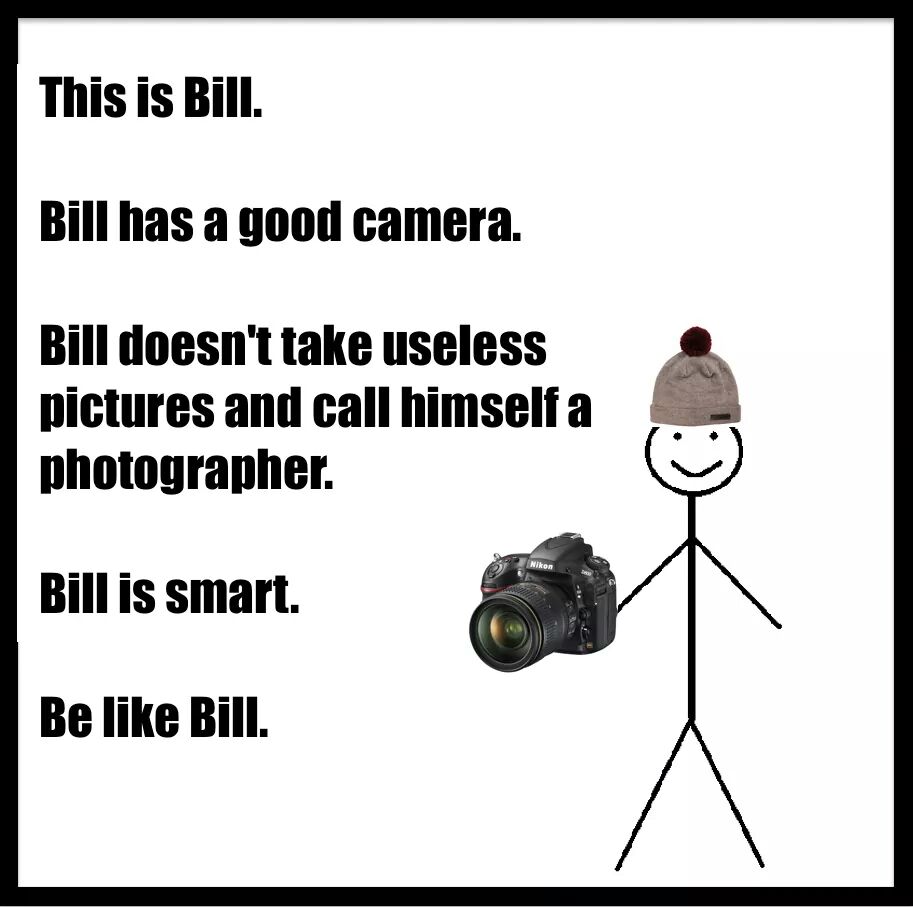 This is Bill.
Bill has a good camera.
Bill doesn't take useless
pictures and call himself a
photographer.
Bill is smart.
Be like Bill.
Nikon